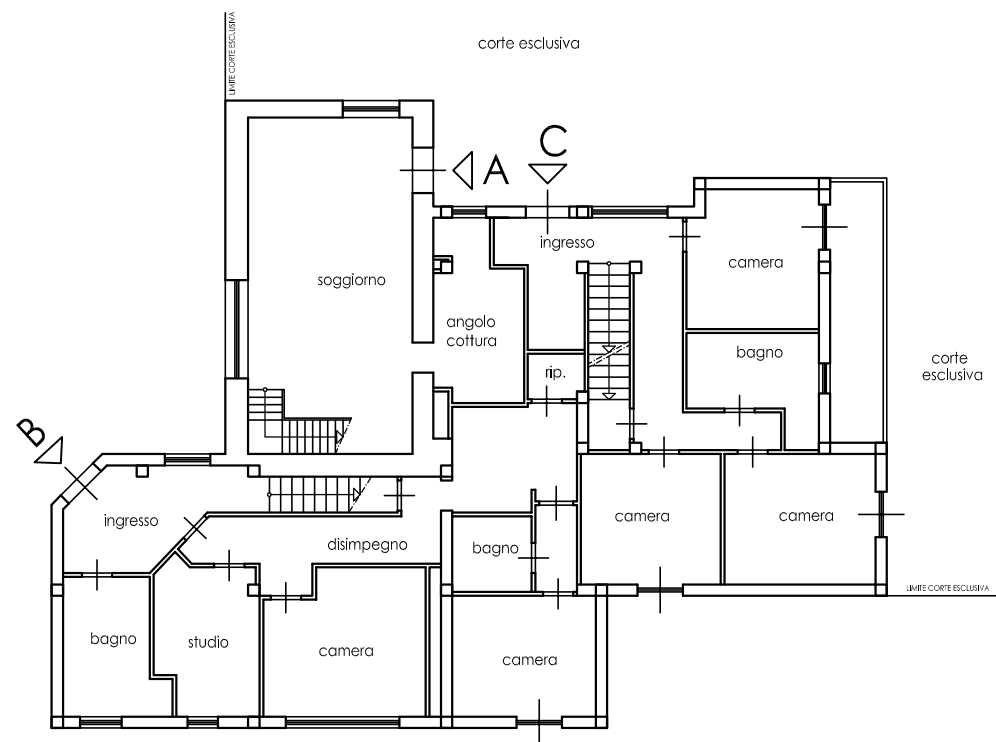 LIMITE CORTE ESCLUSIVA
corte esclusiva
C
A
ingresso
camera
soggiorno
angolo
cottura
bagno
corte
esclusiva
rip.
B
ingresso
disimpegno
bagno
camera
camera
LIMITE CORTE ESCLUSIVA
bagno
studio
camera
camera